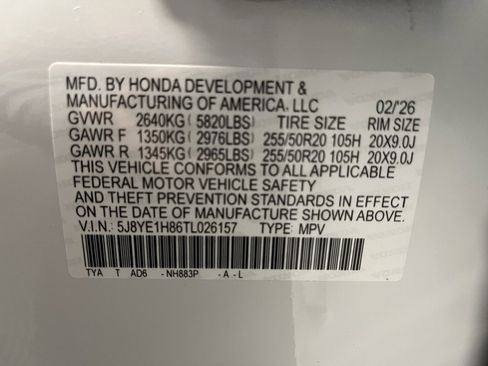 MFD. BY HONDA DEVELOPMENT &
MANUFACTURING OF AMERICA, LLC 02/'26
GVWR 2640KG( 5820LBS) TIRE SIZE RIM SIZE
GAWR F 1350KG( 2976LBS) 255/50R20 105H 20X9.0J
GAWR R 1345KG( 2965LBS) 255/50R20 105H 20X9.0J
THIS VEHICLE CONFORMS TO ALL APPLICABLE
FEDERAL MOTOR VEHICLE SAFETY
AND THEFT PREVENTION STANDARDS IN EFFECT
ON THE DATE OF MANUFACTURE SHOWN ABOVE.
V.I.N.: 5J8YE1H86TL026157 TYPE: MPV
TYA T AD6 - NH883P - A - L